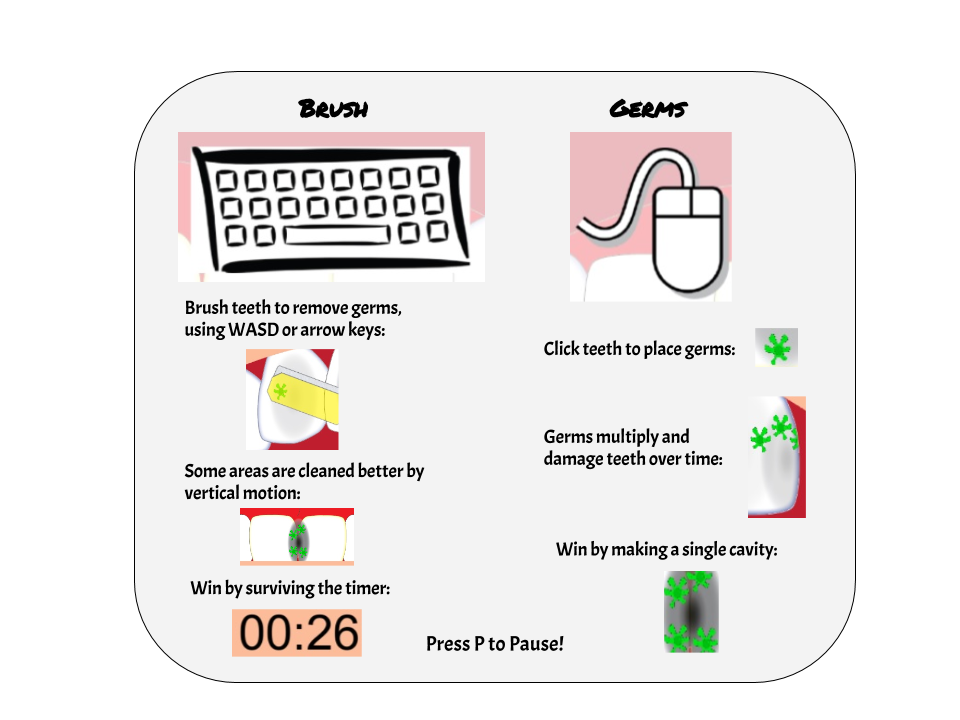 Brush
Germs
Brush teeth to remove germs,
using WASD or arrow keys:
Click teeth to place germs:
Germs multiply and
damage teeth over time:
Some areas are cleaned better by
vertical motion:
Win by making a single cavity:
Win by surviving the timer:
00:26
Press P to Pause!